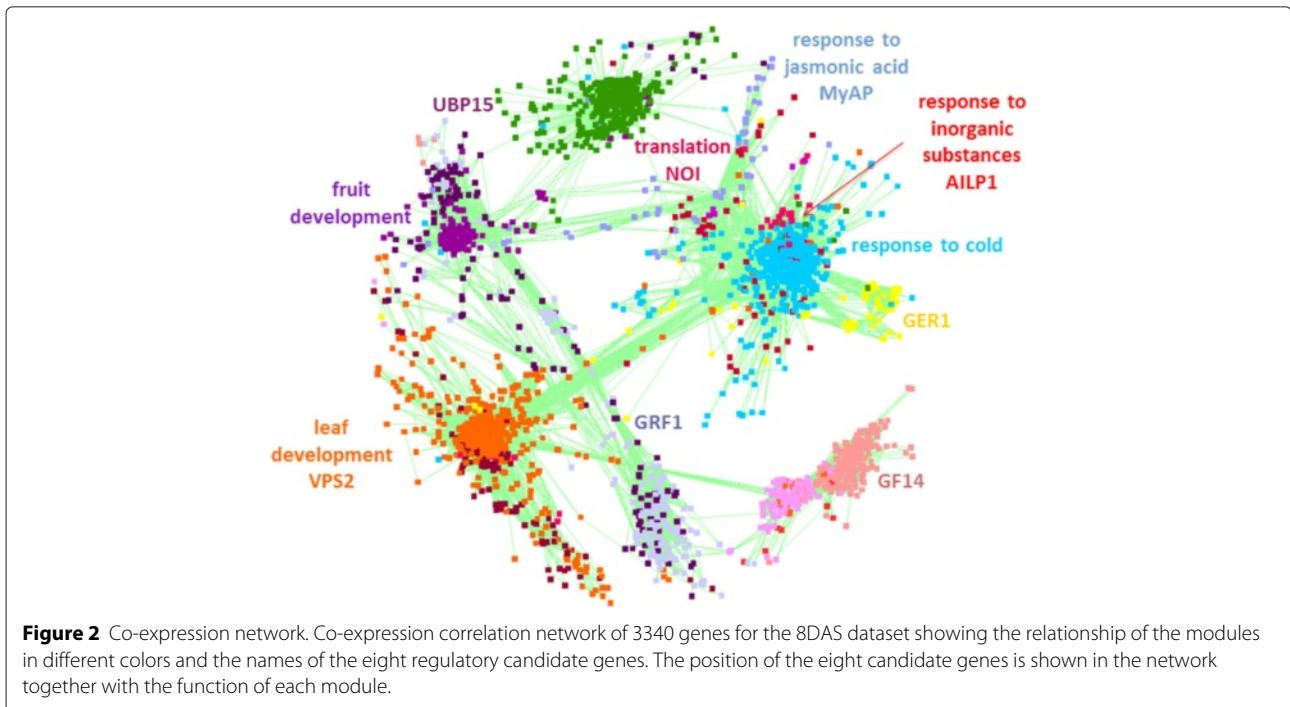 response to
jasmonic acid
MyAP
UBP15
response to
inorganic
substances
AILP1
translation
NOI
fruit
development
response to cold
GER1
leaf
development
VPS2
GRF1
GF14
Figure 2 Co-expression network. Co-expression correlation network of 3340 genes for the 8DAS dataset showing the relationship of the modules
in different colors and the names of the eight regulatory candidate genes. The position of the eight candidate genes is shown in the network
together with the function of each module.